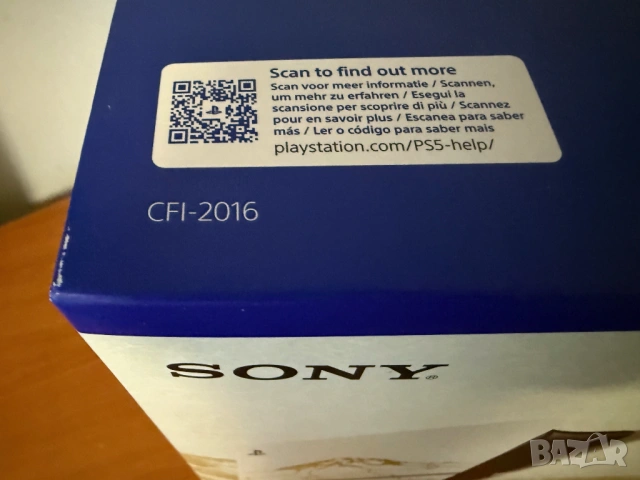 Scan to find out more
Scan voor meer informatie / Scannen,
um mehr zu erfahren / Esegui la
scansione per scoprire di più / Scannez
pour en savoir plus / Escanea para saber
más / Ler o código para saber mais
playstation.com/PS5-help/
CFI-2016
SONY®
BAZAR